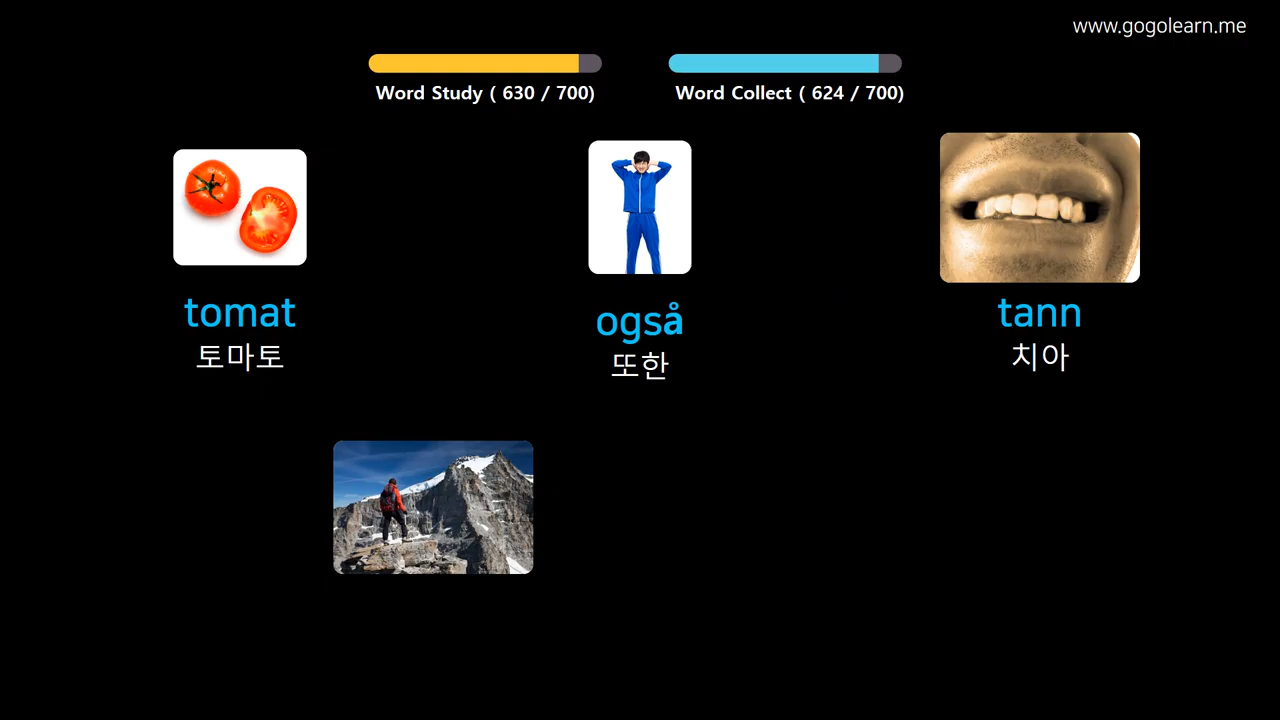 www.gogolearn.me
Word Study ( 630 / 700)
Word Collect ( 624 / 700)
tomat
토마토
også
또한
tann
치아